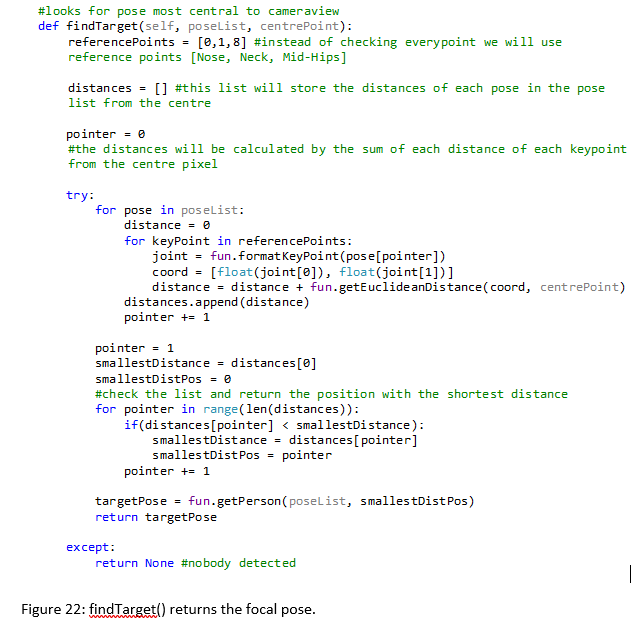 #looks for pose most central to cameraview
def findTarget(self, poseList, centrePoint):
    referencePoints = [0,1,8] #instead of checking everypoint we will use
    reference points [Nose, Neck, Mid-Hips]

    distances = [] #this list will store the distances of each pose in the pose
    list from the centre

    pointer = 0
    #the distances will be calculated by the sum of each distance of each keypoint
    from the centre pixel

    try:
        for pose in poseList:
            distance = 0
            for keyPoint in referencePoints:
                joint = fun.formatKeyPoint(pose[pointer])
                coord = [float(joint[0]), float(joint[1])]
                distance = distance + fun.getEuclideanDistance(coord, centrePoint)
            distances.append(distance)
            pointer += 1

        pointer = 1
        smallestDistance = distances[0]
        smallestDistPos = 0
        #check the list and return the position with the shortest distance
        for pointer in range(len(distances)):
            if(distances[pointer] < smallestDistance):
                smallestDistance = distances[pointer]
                smallestDistPos = pointer
            pointer += 1

        targetPose = fun.getPerson(poseList, smallestDistPos)
        return targetPose

    except:
        return None #nobody detected

Figure 22: findTarget() returns the focal pose.